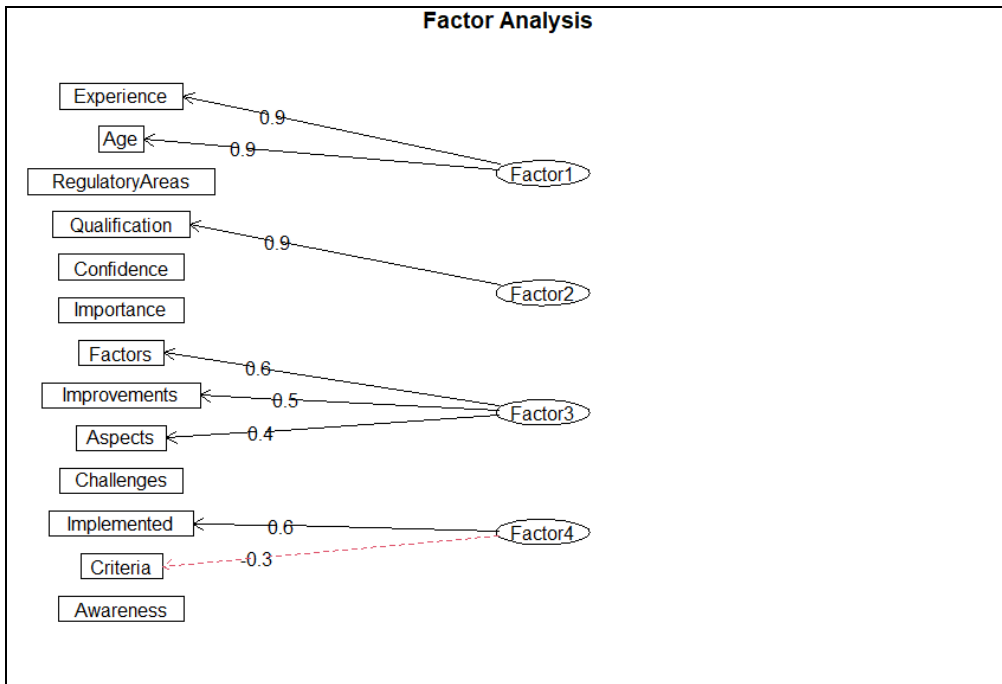 Factor Analysis
Experience
0.9
Age
0.9
Factor1
RegulatoryAreas
Qualification
0.9
Confidence
Factor2
Importance
Factors
0.6
Improvements
0.5
Factor3
Aspects
0.4
Challenges
Implemented
0.6
Factor4
Criteria
-0.3
Awareness